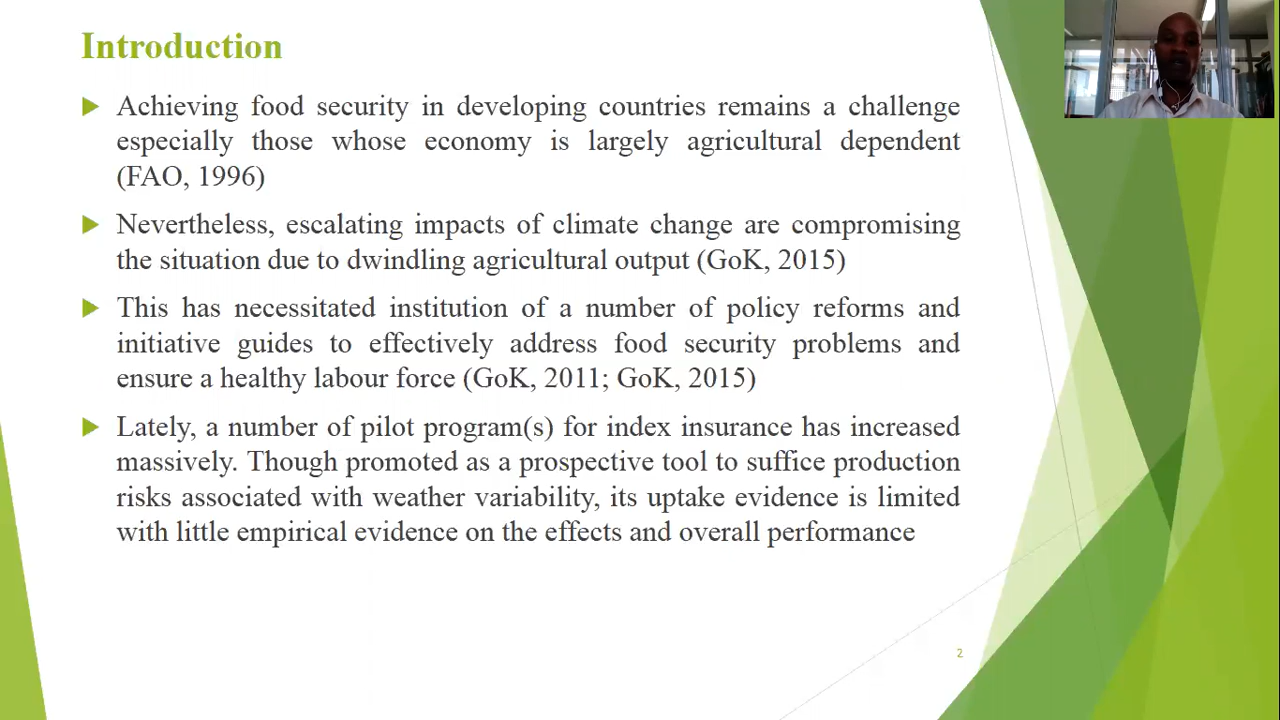 Introduction
Achieving food security in developing countries remains a challenge
especially those whose economy is largely agricultural dependent
(FAO, 1996)
Nevertheless, escalating impacts of climate change are compromising
the situation due to dwindling agricultural output (GoK, 2015)
This has necessitated institution of a number of policy reforms and
initiative guides to effectively address food security problems and
ensure a healthy labour force (GoK, 2011; GoK, 2015)
Lately, a number of pilot program(s) for index insurance has increased
massively. Though promoted as a prospective tool to suffice production
risks associated with weather variability, its uptake evidence is limited
with little empirical evidence on the effects and overall performance
2